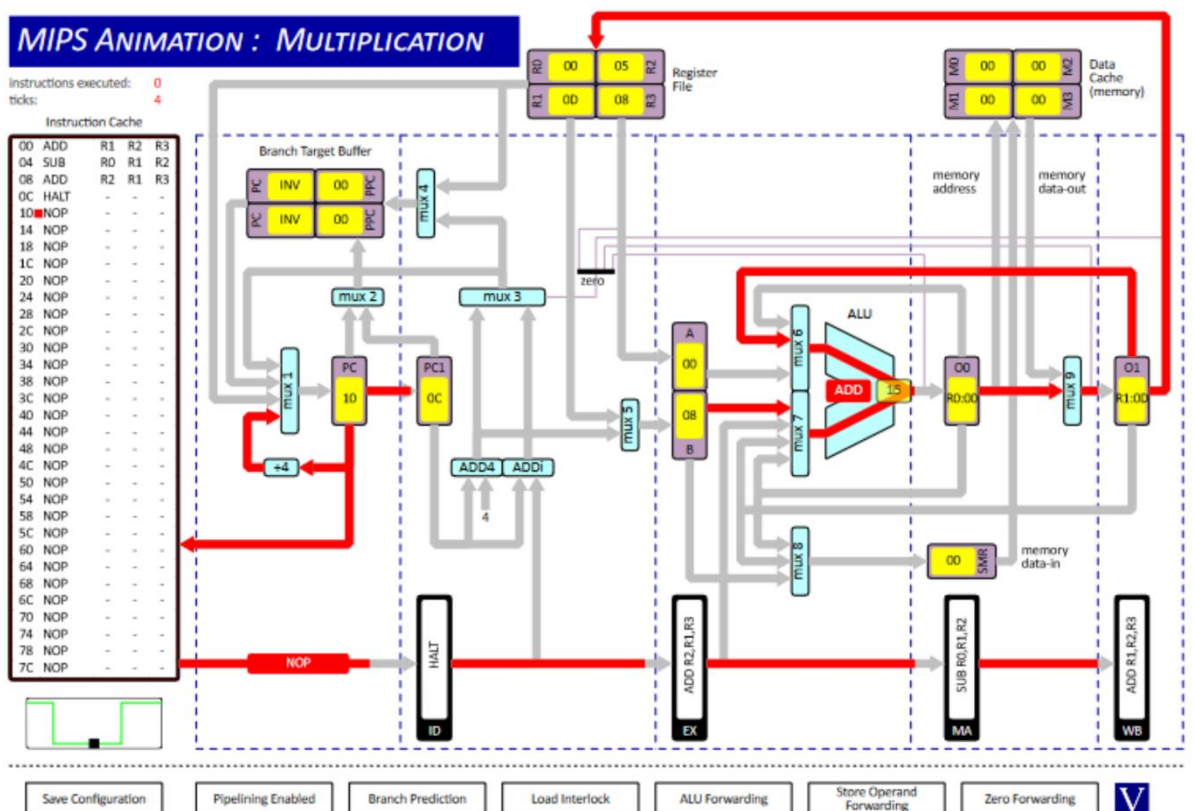 MIPS ANIMATION : MULTIPLICATION
instructions executed: 0
ticks: 4
Instruction Cache
00 ADD R1 R2 R3
04 SUB R0 R1 R2
08 ADD R2 R1 R3
0C HALT - - -
10 NOP - - -
14 NOP - - -
18 NOP - - -
1C NOP - - -
20 NOP - - -
24 NOP - - -
28 NOP - - -
2C NOP - - -
30 NOP - - -
34 NOP - - -
38 NOP - - -
3C NOP - - -
40 NOP - - -
44 NOP - - -
48 NOP - - -
4C NOP - - -
50 NOP - - -
54 NOP - - -
58 NOP - - -
5C NOP - - -
60 NOP - - -
64 NOP - - -
68 NOP - - -
6C NOP - - -
70 NOP - - -
74 NOP - - -
78 NOP - - -
7C NOP - - -
R0 00 05 R2
R1 0D 08 R3
Register
File
M0 00 00 M2
M1 00 00 M3
Data
Cache
(memory)
Branch Target Buffer
PC INV 00 PPC
PC INV 00 PPC
mux 4
memory
address
memory
data-out
zero
mux 2
mux 3
mux 1
PC
10
PC1
0C
+4
ADD4
ADDi
4
mux 5
A
00
08
B
mux 6
mux 7
ALU
ADD
15
O0
R0:00
mux 9
O1
R1:0D
mux 8
00 SMR
memory
data-in
NOP
HALT
ID
ADD R2,R1,R3
EX
SUB R0,R1,R2
MA
ADD R1,R2,R3
WB
Save Configuration
Pipelining Enabled
Branch Prediction
Load Interlock
ALU Forwarding
Store Operand
Forwarding
Zero Forwarding
V